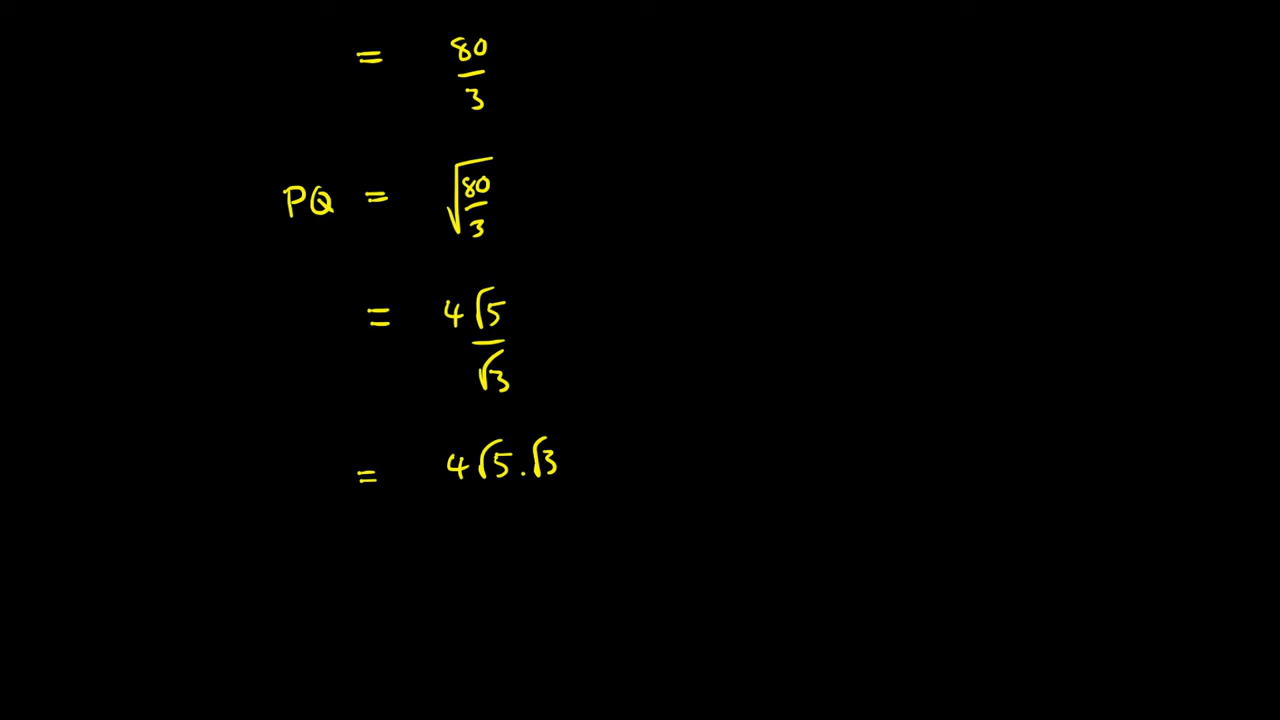 = 80/3
PQ = √(80/3)
= 4√5/√3
= 4√5 . √3